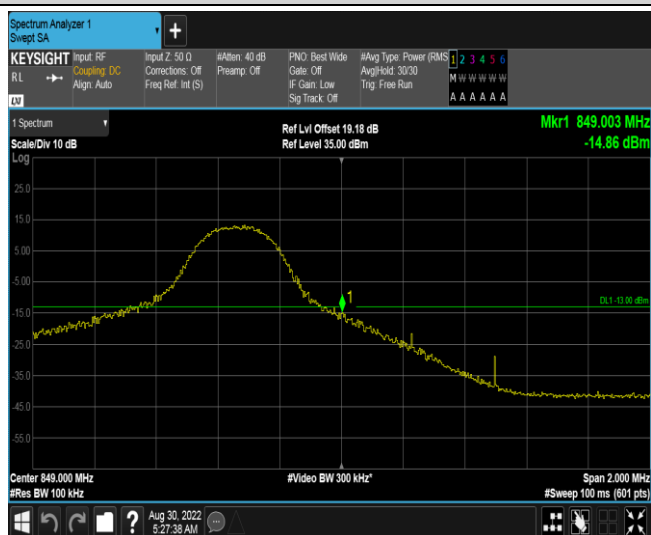 Spectrum Analyzer 1
Swept SA
+
KEYSIGHT Input: RF Input Z: 50 Ω #Atten: 40 dB PNO: Best Wide #Avg Type: Power (RMS 1 2 3 4 5 6
R L Coupling: DC Corrections: Off Preamp: Off Gate: Off Avg|Hold: 30/30 M W W W W W
Align: Auto Freq Ref: Int (S) IF Gain: Low Trig: Free Run
Sig Track: Off A A A A A A
LXI
1 Spectrum Ref Lvl Offset 19.18 dB Mkr1 849.003 MHz
Scale/Div 10 dB Ref Level 35.00 dBm -14.86 dBm
Log
25.0
15.0
5.00
-5.00
1
DL1 -13.00 dBm
-15.0
-25.0
-35.0
-45.0
-55.0
Center 849.000 MHz #Video BW 300 kHz* Span 2.000 MHz
#Res BW 100 kHz #Sweep 100 ms (601 pts)
? Aug 30, 2022
5:27:38 AM